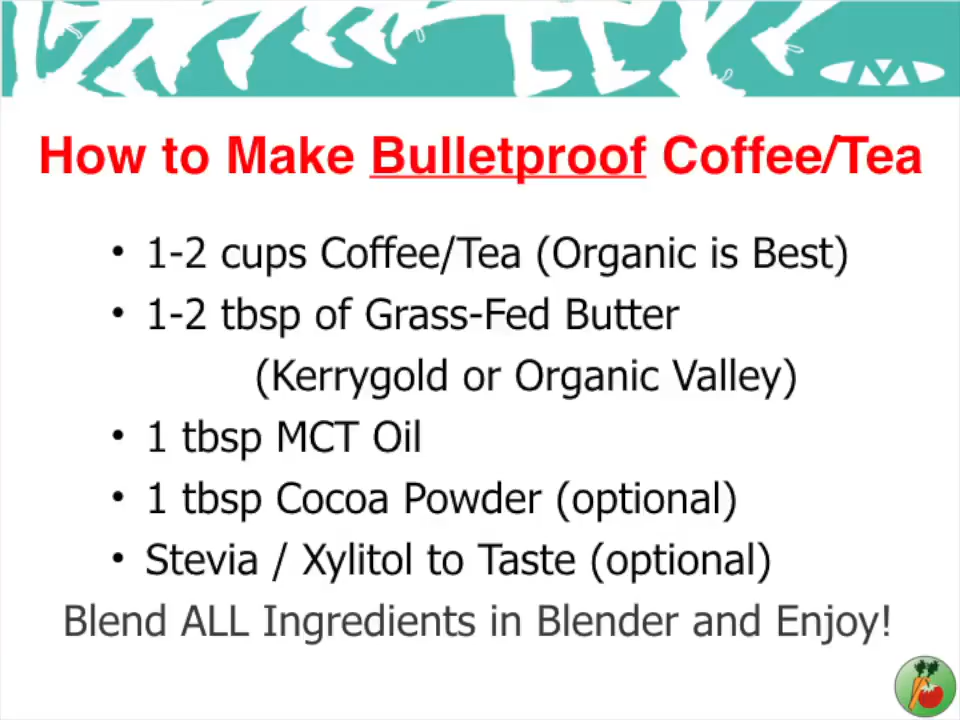 How to Make Bulletproof Coffee/Tea
• 1-2 cups Coffee/Tea (Organic is Best)
• 1-2 tbsp of Grass-Fed Butter
(Kerrygold or Organic Valley)
• 1 tbsp MCT Oil
• 1 tbsp Cocoa Powder (optional)
• Stevia / Xylitol to Taste (optional)
Blend ALL Ingredients in Blender and Enjoy!